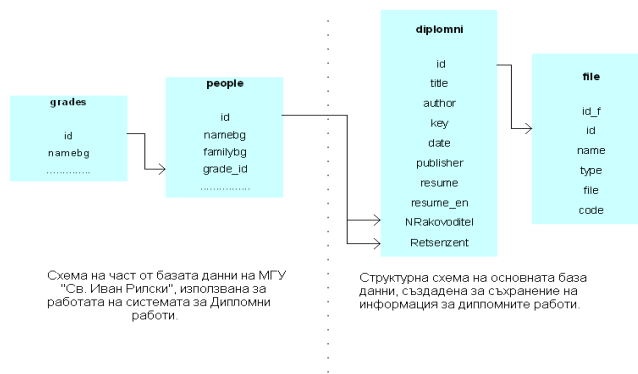 grades
id
namebg
..............
people
id
namebg
familybg
grade_id
................
diplomni
id
title
author
key
date
publisher
resume
resume_en
NRakovoditel
Retsenzent
file
id_f
id
name
type
file
code
Схема на част от базата данни на МГУ
"Св. Иван Рилски", използвана за
работата на системата за Дипломни
работи.
Структурна схема на основната база
данни, създадена за съхранение на
информация за дипломните работи.